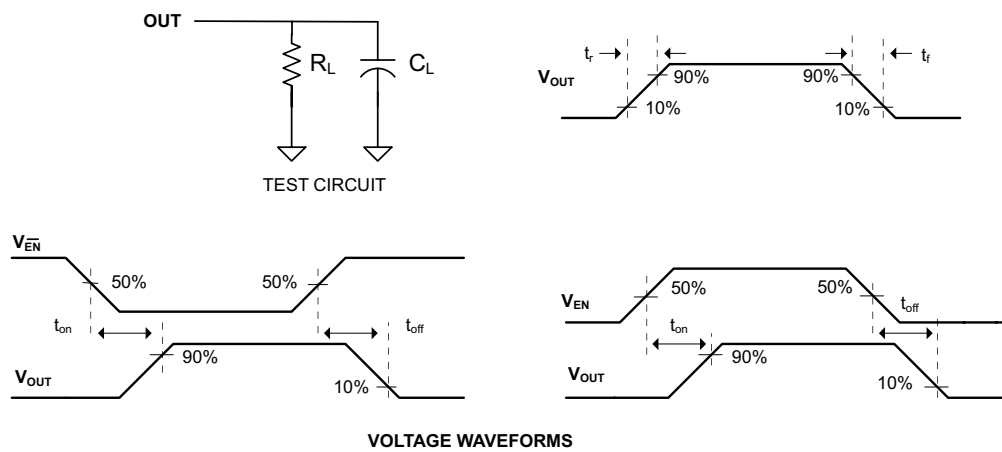 OUT
R_L
C_L
TEST CIRCUIT
t_r
t_f
V_OUT
90%
90%
10%
10%
V_E̅N̅
50%
50%
t_on
t_off
90%
V_OUT
10%
50%
50%
V_EN
t_on
t_off
90%
V_OUT
10%
VOLTAGE WAVEFORMS